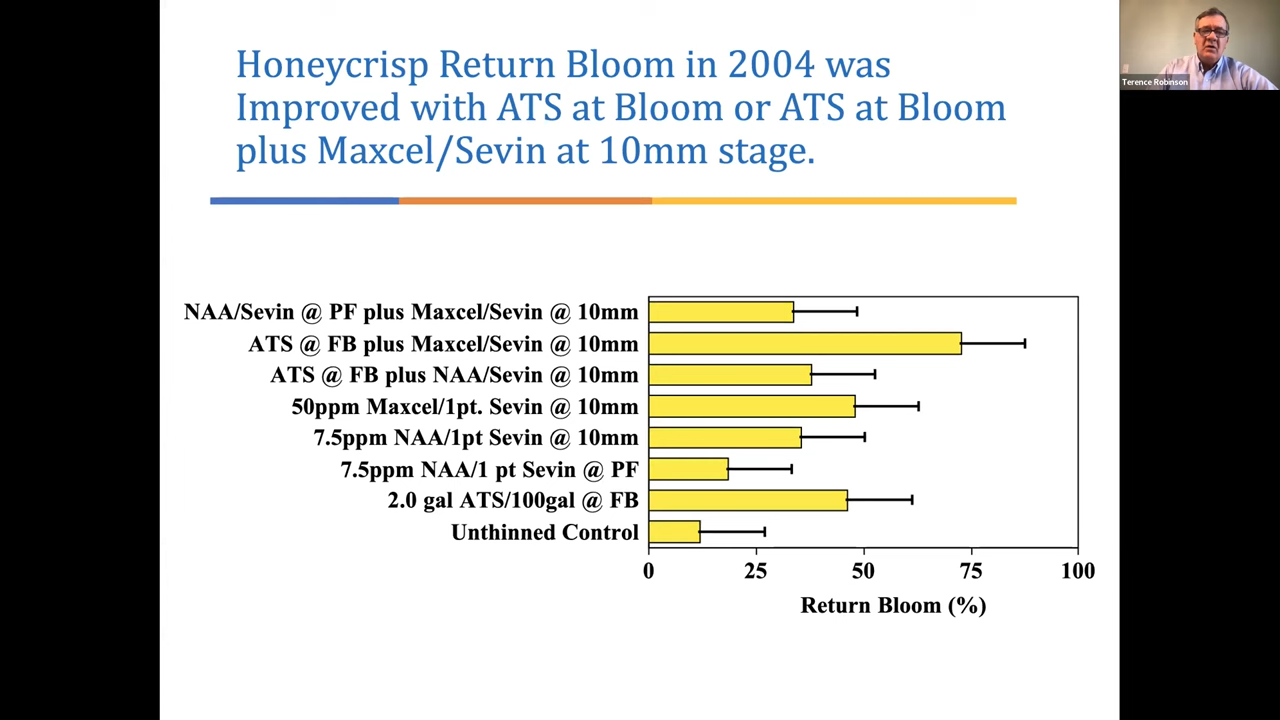 Honeycrisp Return Bloom in 2004 was
Improved with ATS at Bloom or ATS at Bloom
plus Maxcel/Sevin at 10mm stage.
Terence Robinson
NAA/Sevin @ PF plus Maxcel/Sevin @ 10mm
ATS @ FB plus Maxcel/Sevin @ 10mm
ATS @ FB plus NAA/Sevin @ 10mm
50ppm Maxcel/1pt. Sevin @ 10mm
7.5ppm NAA/1pt Sevin @ 10mm
7.5ppm NAA/1 pt Sevin @ PF
2.0 gal ATS/100gal @ FB
Unthinned Control
0 25 50 75 100
Return Bloom (%)